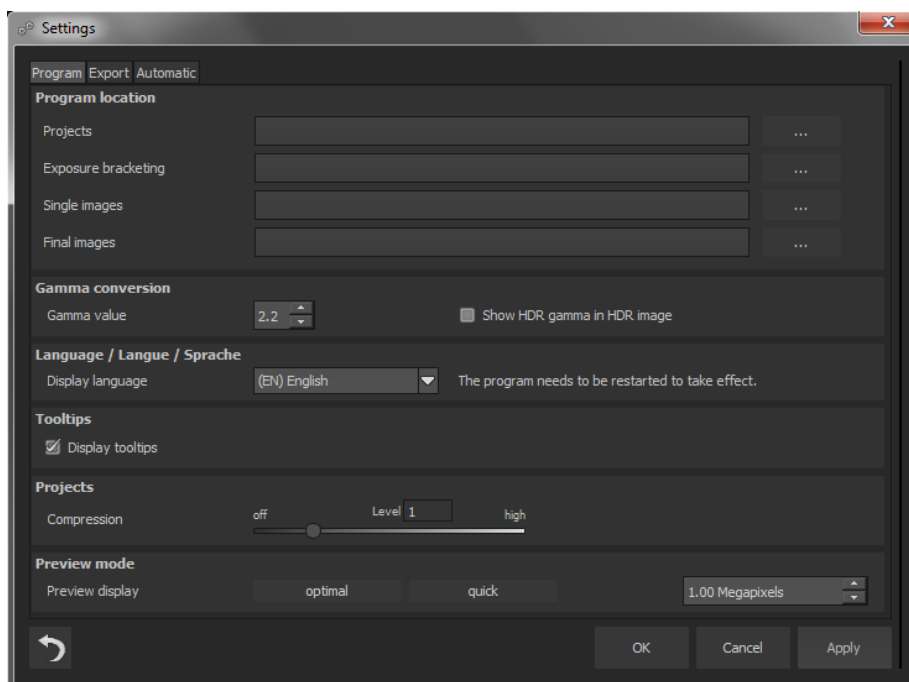 Settings
Program Export Automatic
Program location
Projects ...
Exposure bracketing ...
Single images ...
Final images ...
Gamma conversion
Gamma value 2.2 Show HDR gamma in HDR image
Language / Langue / Sprache
Display language (EN) English The program needs to be restarted to take effect.
Tooltips
Display tooltips
Projects
Compression off Level 1 high
Preview mode
Preview display optimal quick 1.00 Megapixels
OK Cancel Apply